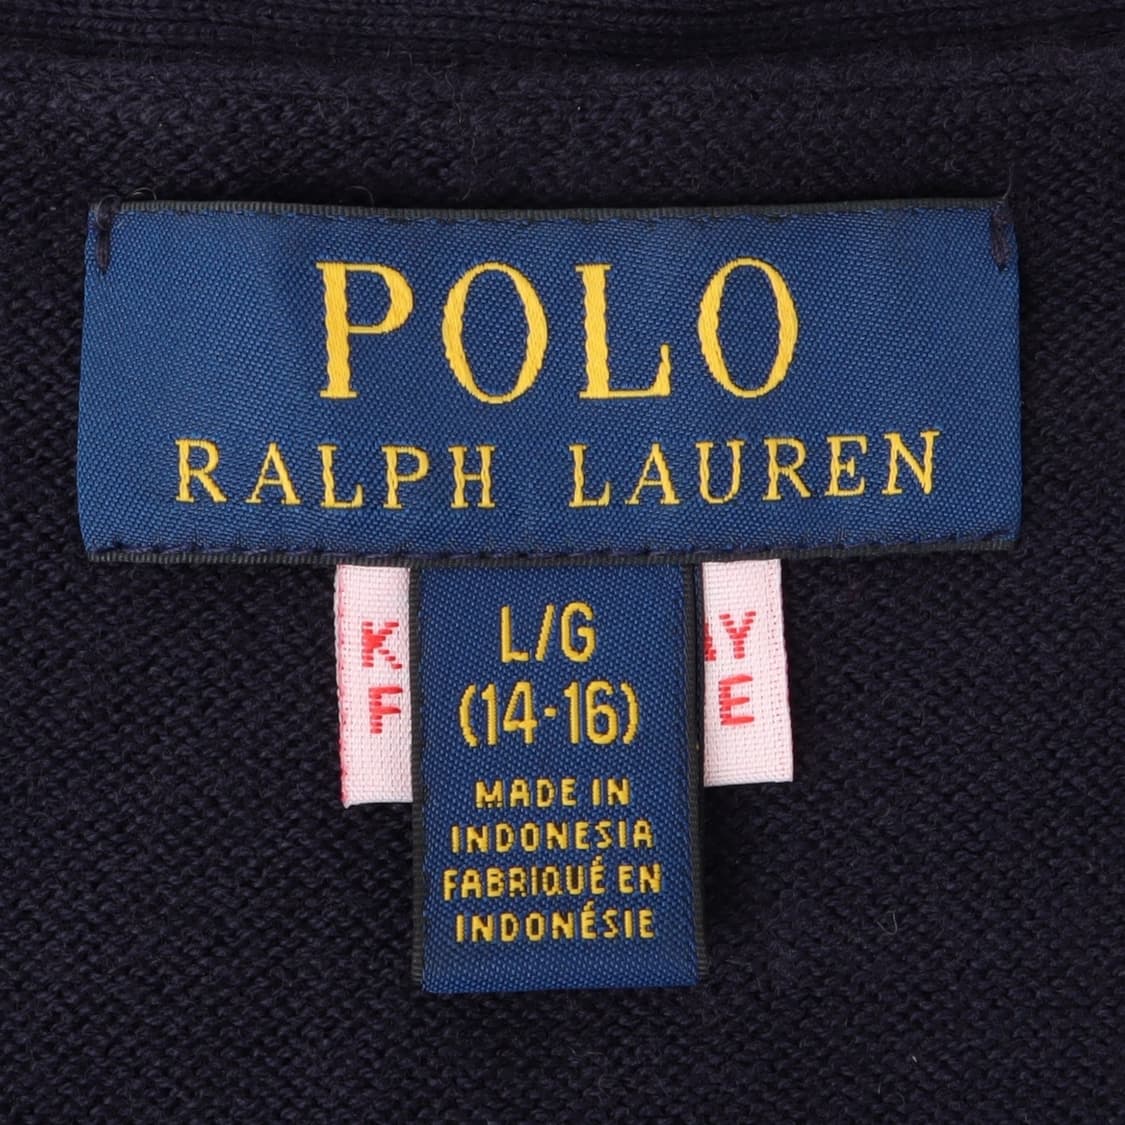 POLO
RALPH LAUREN
L/G
(14-16)
MADE IN
INDONESIA
FABRIQUÉ EN
INDONÉSIE